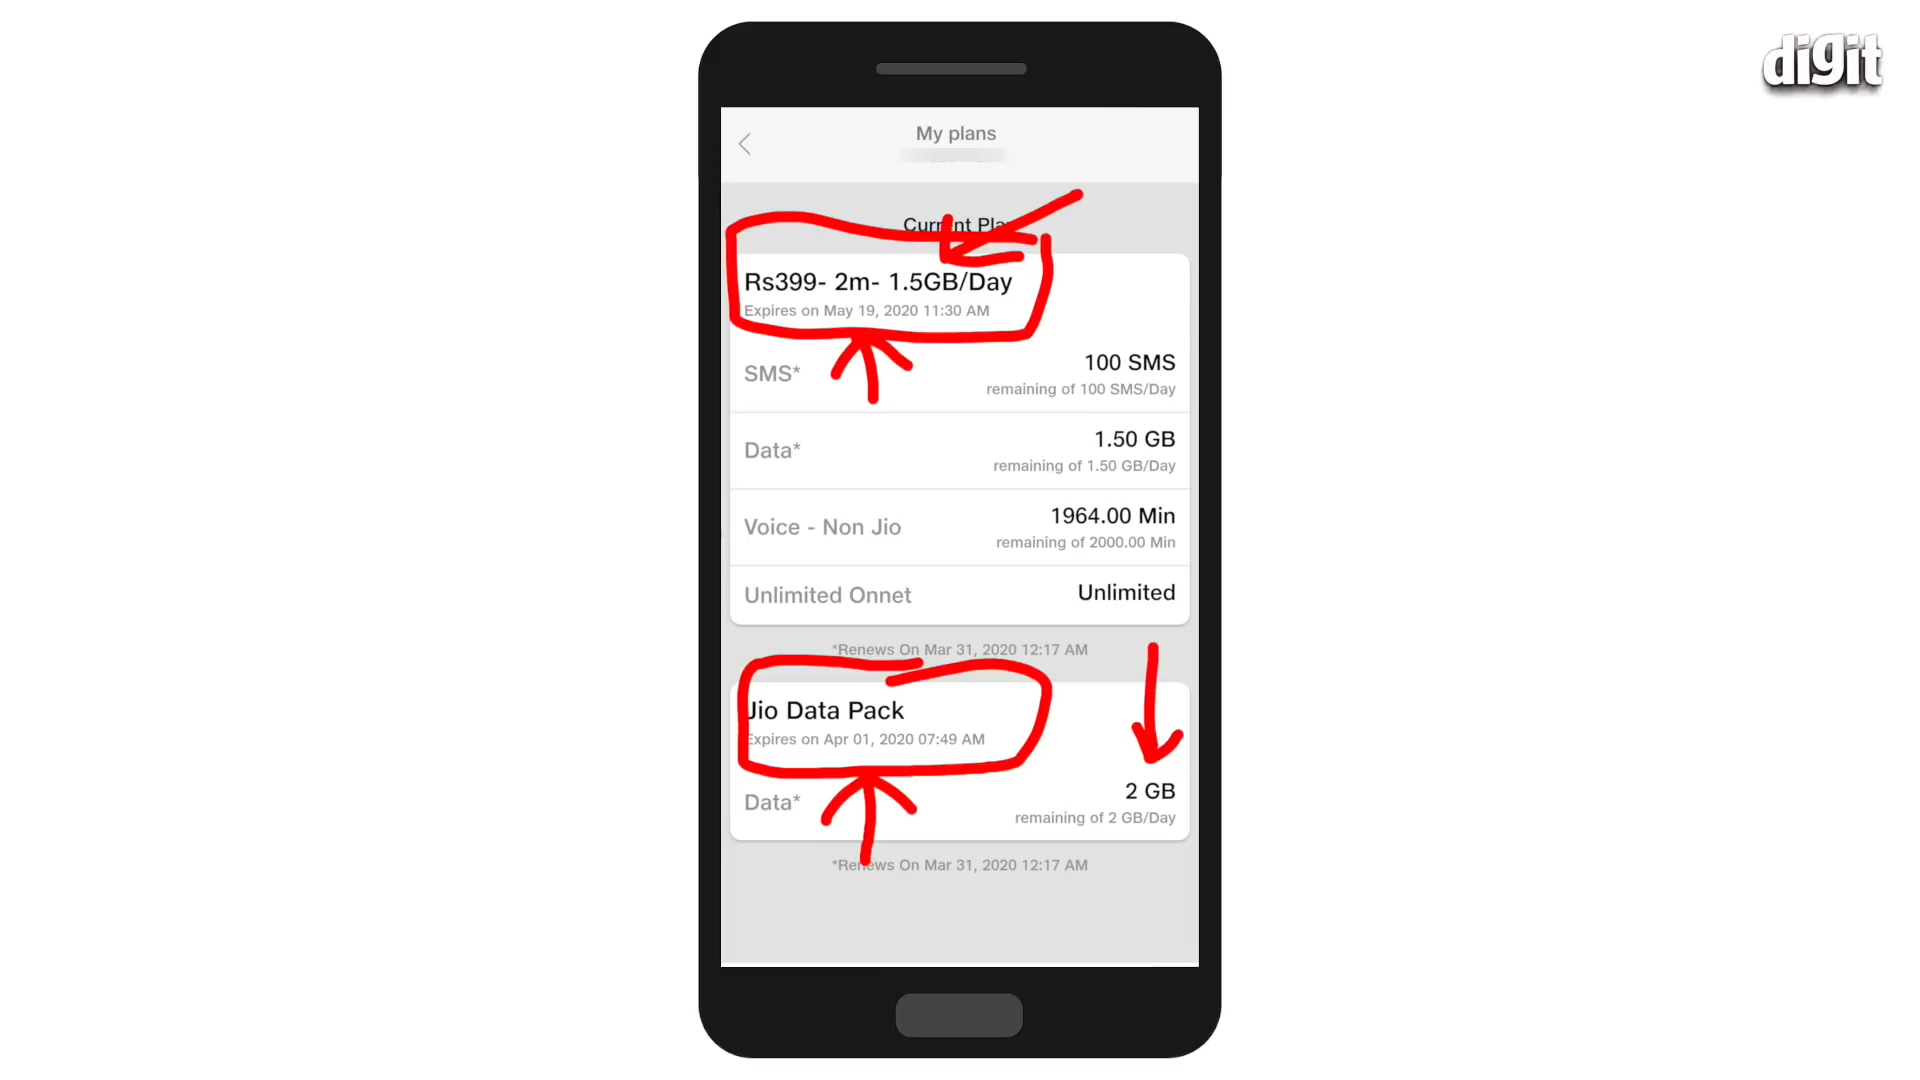 digit
My plans
Current Pla
Rs399- 2m- 1.5GB/Day
Expires on May 19, 2020 11:30 AM
SMS*
100 SMS
remaining of 100 SMS/Day
Data*
1.50 GB
remaining of 1.50 GB/Day
Voice - Non Jio
1964.00 Min
remaining of 2000.00 Min
Unlimited Onnet
Unlimited
*Renews On Mar 31, 2020 12:17 AM
Jio Data Pack
Expires on Apr 01, 2020 07:49 AM
Data*
2 GB
remaining of 2 GB/Day
*Renews On Mar 31, 2020 12:17 AM